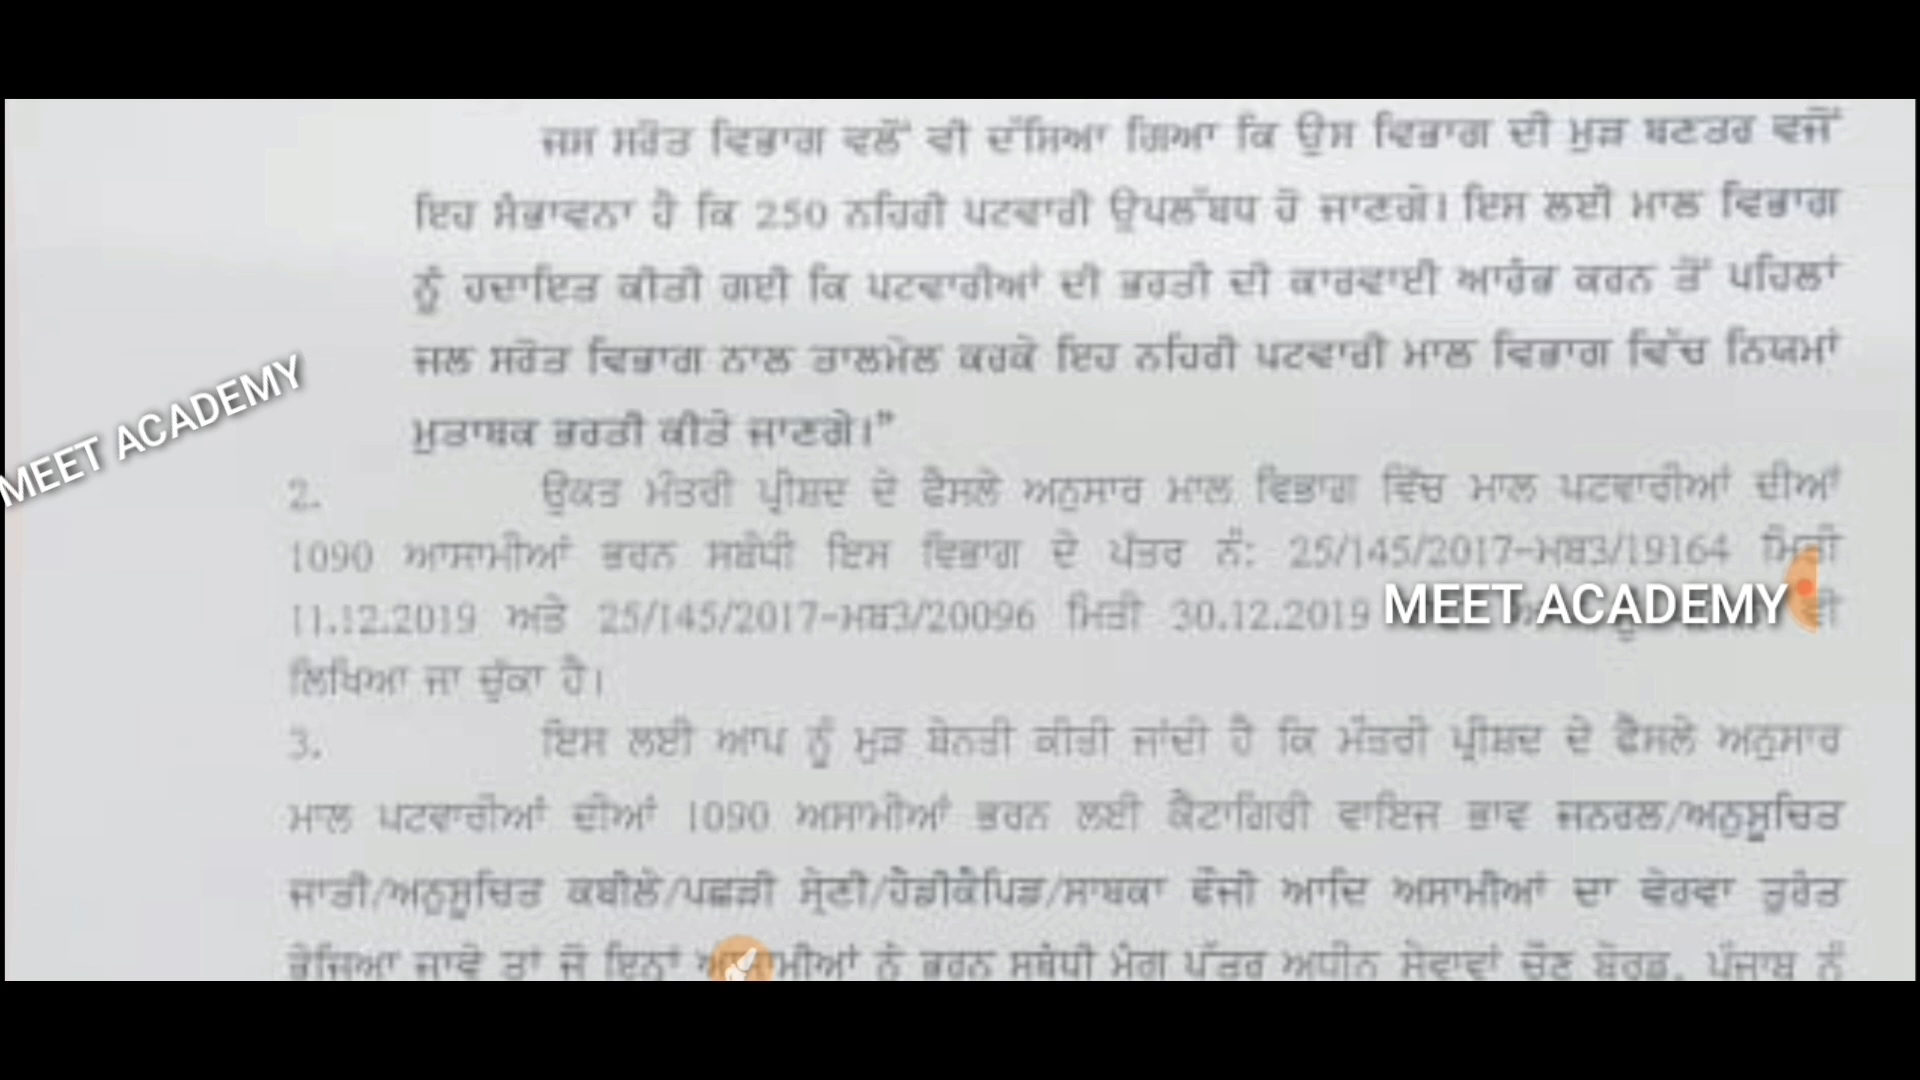 ਜਲ ਸਰੋਤ ਵਿਭਾਗ ਵਲੋਂ ਵੀ ਦੱਸਿਆ ਗਿਆ ਕਿ ਉਸ ਵਿਭਾਗ ਦੀ ਮੁੜ ਬਣਤਰ ਵਜੋਂ
ਇਹ ਸੰਭਾਵਨਾ ਹੈ ਕਿ 250 ਨਹਿਰੀ ਪਟਵਾਰੀ ਉਪਲੱਬਧ ਹੋ ਜਾਣਗੇ। ਇਸ ਲਈ ਮਾਲ ਵਿਭਾਗ
ਨੂੰ ਹਦਾਇਤ ਕੀਤੀ ਗਈ ਕਿ ਪਟਵਾਰੀਆਂ ਦੀ ਭਰਤੀ ਦੀ ਕਾਰਵਾਈ ਆਰੰਭ ਕਰਨ ਤੋਂ ਪਹਿਲਾਂ
ਜਲ ਸਰੋਤ ਵਿਭਾਗ ਨਾਲ ਤਾਲਮੇਲ ਕਰਕੇ ਇਹ ਨਹਿਰੀ ਪਟਵਾਰੀ ਮਾਲ ਵਿਭਾਗ ਵਿੱਚ ਨਿਯਮਾਂ
ਮੁਤਾਬਕ ਭਰਤੀ ਕੀਤੇ ਜਾਣਗੇ।”
MEET ACADEMY
2. ਉਕਤ ਮੰਤਰੀ ਪ੍ਰੀਸ਼ਦ ਦੇ ਫੈਸਲੇ ਅਨੁਸਾਰ ਮਾਲ ਵਿਭਾਗ ਵਿੱਚ ਮਾਲ ਪਟਵਾਰੀਆਂ ਦੀਆਂ
1090 ਆਸਾਮੀਆਂ ਭਰਨ ਸਬੰਧੀ ਇਸ ਵਿਭਾਗ ਦੇ ਪੱਤਰ ਨੰ: 25/145/2017-ਮਬ3/19164 ਮਿਤੀ
11.12.2019 ਅਤੇ 25/145/2017-ਮਬ3/20096 ਮਿਤੀ 30.12.2019 ਵੀ
MEET ACADEMY
ਲਿਖਿਆ ਜਾ ਚੁੱਕਾ ਹੈ।
3. ਇਸ ਲਈ ਆਪ ਨੂੰ ਮੁੜ ਬੇਨਤੀ ਕੀਤੀ ਜਾਂਦੀ ਹੈ ਕਿ ਮੰਤਰੀ ਪ੍ਰੀਸ਼ਦ ਦੇ ਫੈਸਲੇ ਅਨੁਸਾਰ
ਮਾਲ ਪਟਵਾਰੀਆਂ ਦੀਆਂ 1090 ਅਸਾਮੀਆਂ ਭਰਨ ਲਈ ਕੈਟਾਗਿਰੀ ਵਾਇਜ ਭਾਵ ਜਨਰਲ/ਅਨੁਸੂਚਿਤ
ਜਾਤੀ/ਅਨੁਸੂਚਿਤ ਕਬੀਲੇ/ਪਛੜੀ ਸ਼੍ਰੇਣੀ/ਹੈਂਡੀਕੈਪਿਡ/ਸਾਬਕਾ ਫੌਜੀ ਆਦਿ ਅਸਾਮੀਆਂ ਦਾ ਵੇਰਵਾ ਤੁਰੰਤ
ਭੇਜਿਆ ਜਾਵੇ ਤਾਂ ਜੋ ਇਨਾਂ ਨੂੰ ਭਰਨ ਸਬੰਧੀ ਮੰਗ ਪੱਤਰ ਅਧੀਨ ਸੇਵਾਵਾਂ ਚੋਣ ਬੋਰਡ, ਪੰਜਾਬ ਨੂੰ